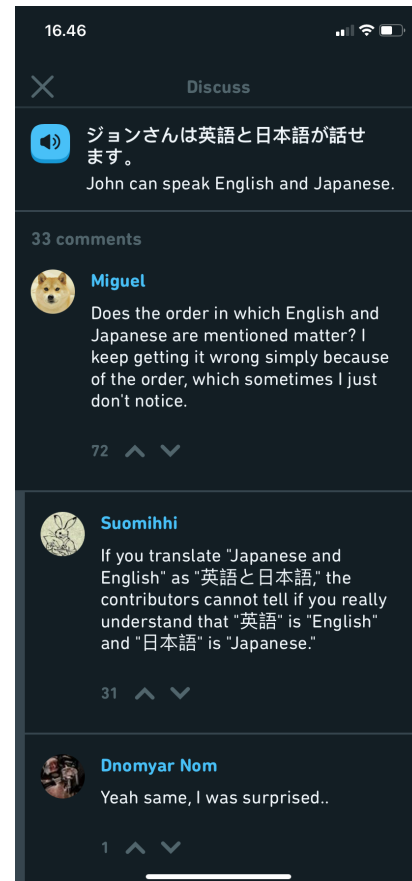 16.46
Discuss
ジョンさんは英語と日本語が話せ
ます。
John can speak English and Japanese.
33 comments
Miguel
Does the order in which English and
Japanese are mentioned matter? I
keep getting it wrong simply because
of the order, which sometimes I just
don't notice.
72
Suomihhi
If you translate "Japanese and
English" as "英語と日本語," the
contributors cannot tell if you really
understand that "英語" is "English"
and "日本語" is "Japanese."
31
Dnomyar Nom
Yeah same, I was surprised..
1